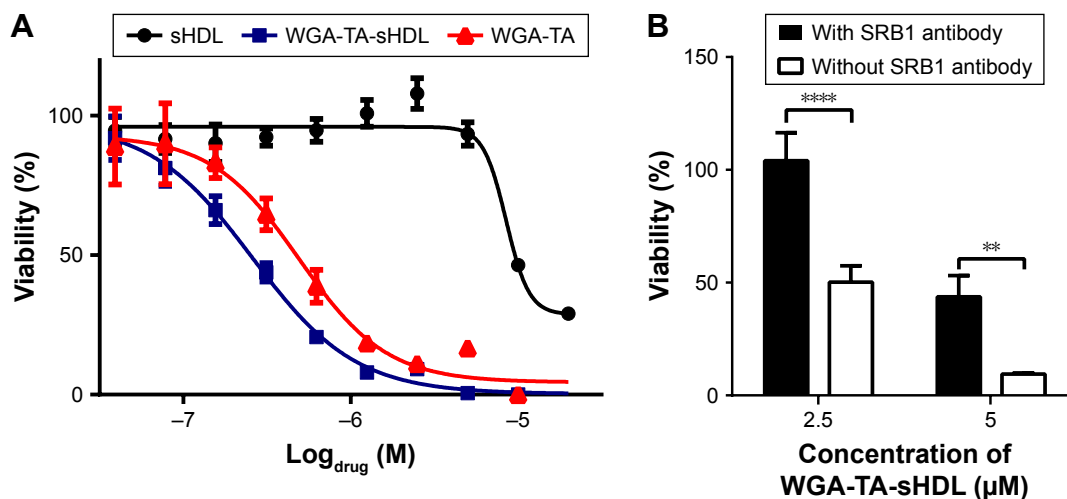 A
sHDL
WGA-TA-sHDL
WGA-TA
100
50
0
Viability (%)
–7
–6
–5
Log_drug (M)
B
With SRB1 antibody
Without SRB1 antibody
150
100
50
0
Viability (%)
****
**
2.5
5
Concentration of
WGA-TA-sHDL (µM)